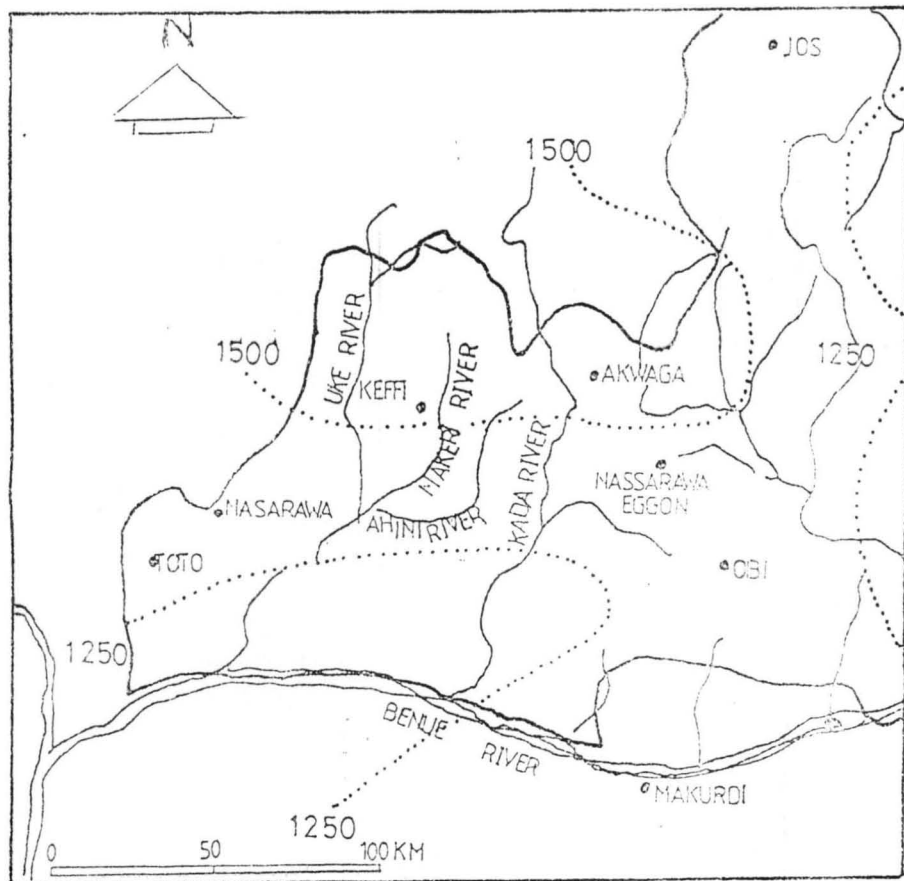 N
JOS
1500
1500
1250
UKE RIVER
KEFFI
MAKERI RIVER
AKWAGA
NASSARAWA
EGGON
KADA RIVER
AHINI RIVER
NASARAWA
TOTO
OBI
1250
BENUE
RIVER
MAKURDI
1250
0 50 100 KM